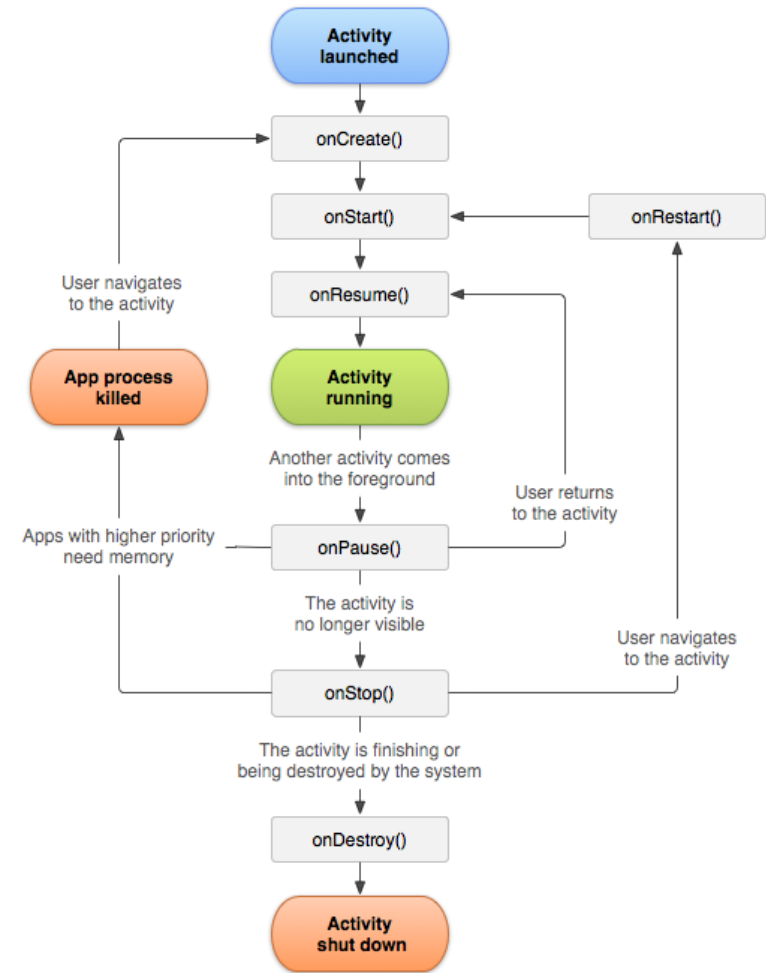 Activity
launched
onCreate()
onStart()
onRestart()
User navigates
to the activity
onResume()
App process
killed
Activity
running
Another activity comes
into the foreground
User returns
to the activity
Apps with higher priority
need memory
onPause()
The activity is
no longer visible
User navigates
to the activity
onStop()
The activity is finishing or
being destroyed by the system
onDestroy()
Activity
shut down